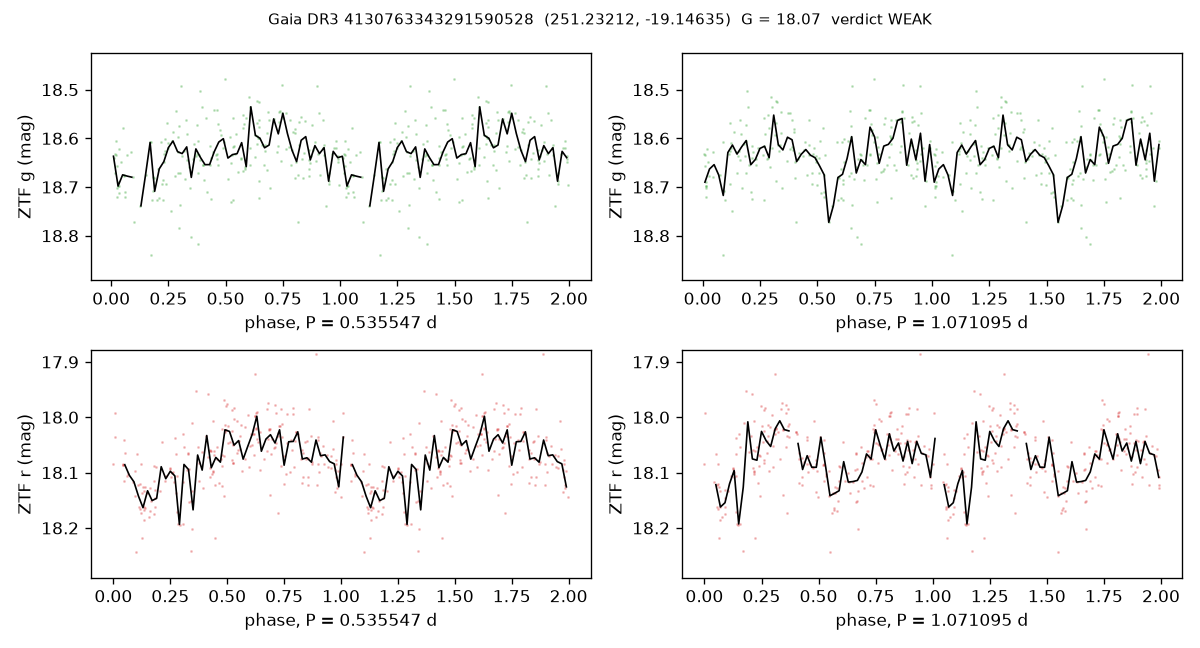 Gaia DR3 4130763343291590528  (251.23212, -19.14635)  G = 18.07  verdict WEAK
ZTF g (mag)
18.5
18.6
18.7
18.8
0.00 0.25 0.50 0.75 1.00 1.25 1.50 1.75 2.00
phase, P = 0.535547 d
ZTF g (mag)
18.5
18.6
18.7
18.8
0.00 0.25 0.50 0.75 1.00 1.25 1.50 1.75 2.00
phase, P = 1.071095 d
ZTF r (mag)
17.9
18.0
18.1
18.2
0.00 0.25 0.50 0.75 1.00 1.25 1.50 1.75 2.00
phase, P = 0.535547 d
ZTF r (mag)
17.9
18.0
18.1
18.2
0.00 0.25 0.50 0.75 1.00 1.25 1.50 1.75 2.00
phase, P = 1.071095 d